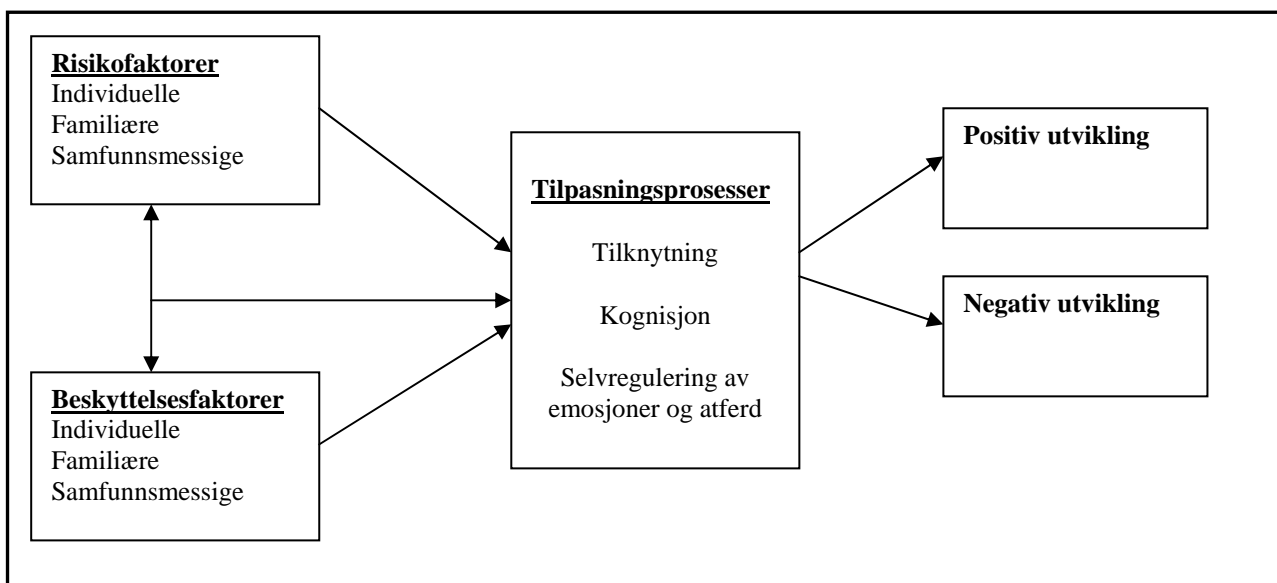 Risikofaktorer
Individuelle
Familiære
Samfunnsmessige
Beskyttelsesfaktorer
Individuelle
Familiære
Samfunnsmessige
Tilpasningsprosesser
Tilknytning
Kognisjon
Selvregulering av
emosjoner og atferd
Positiv utvikling
Negativ utvikling